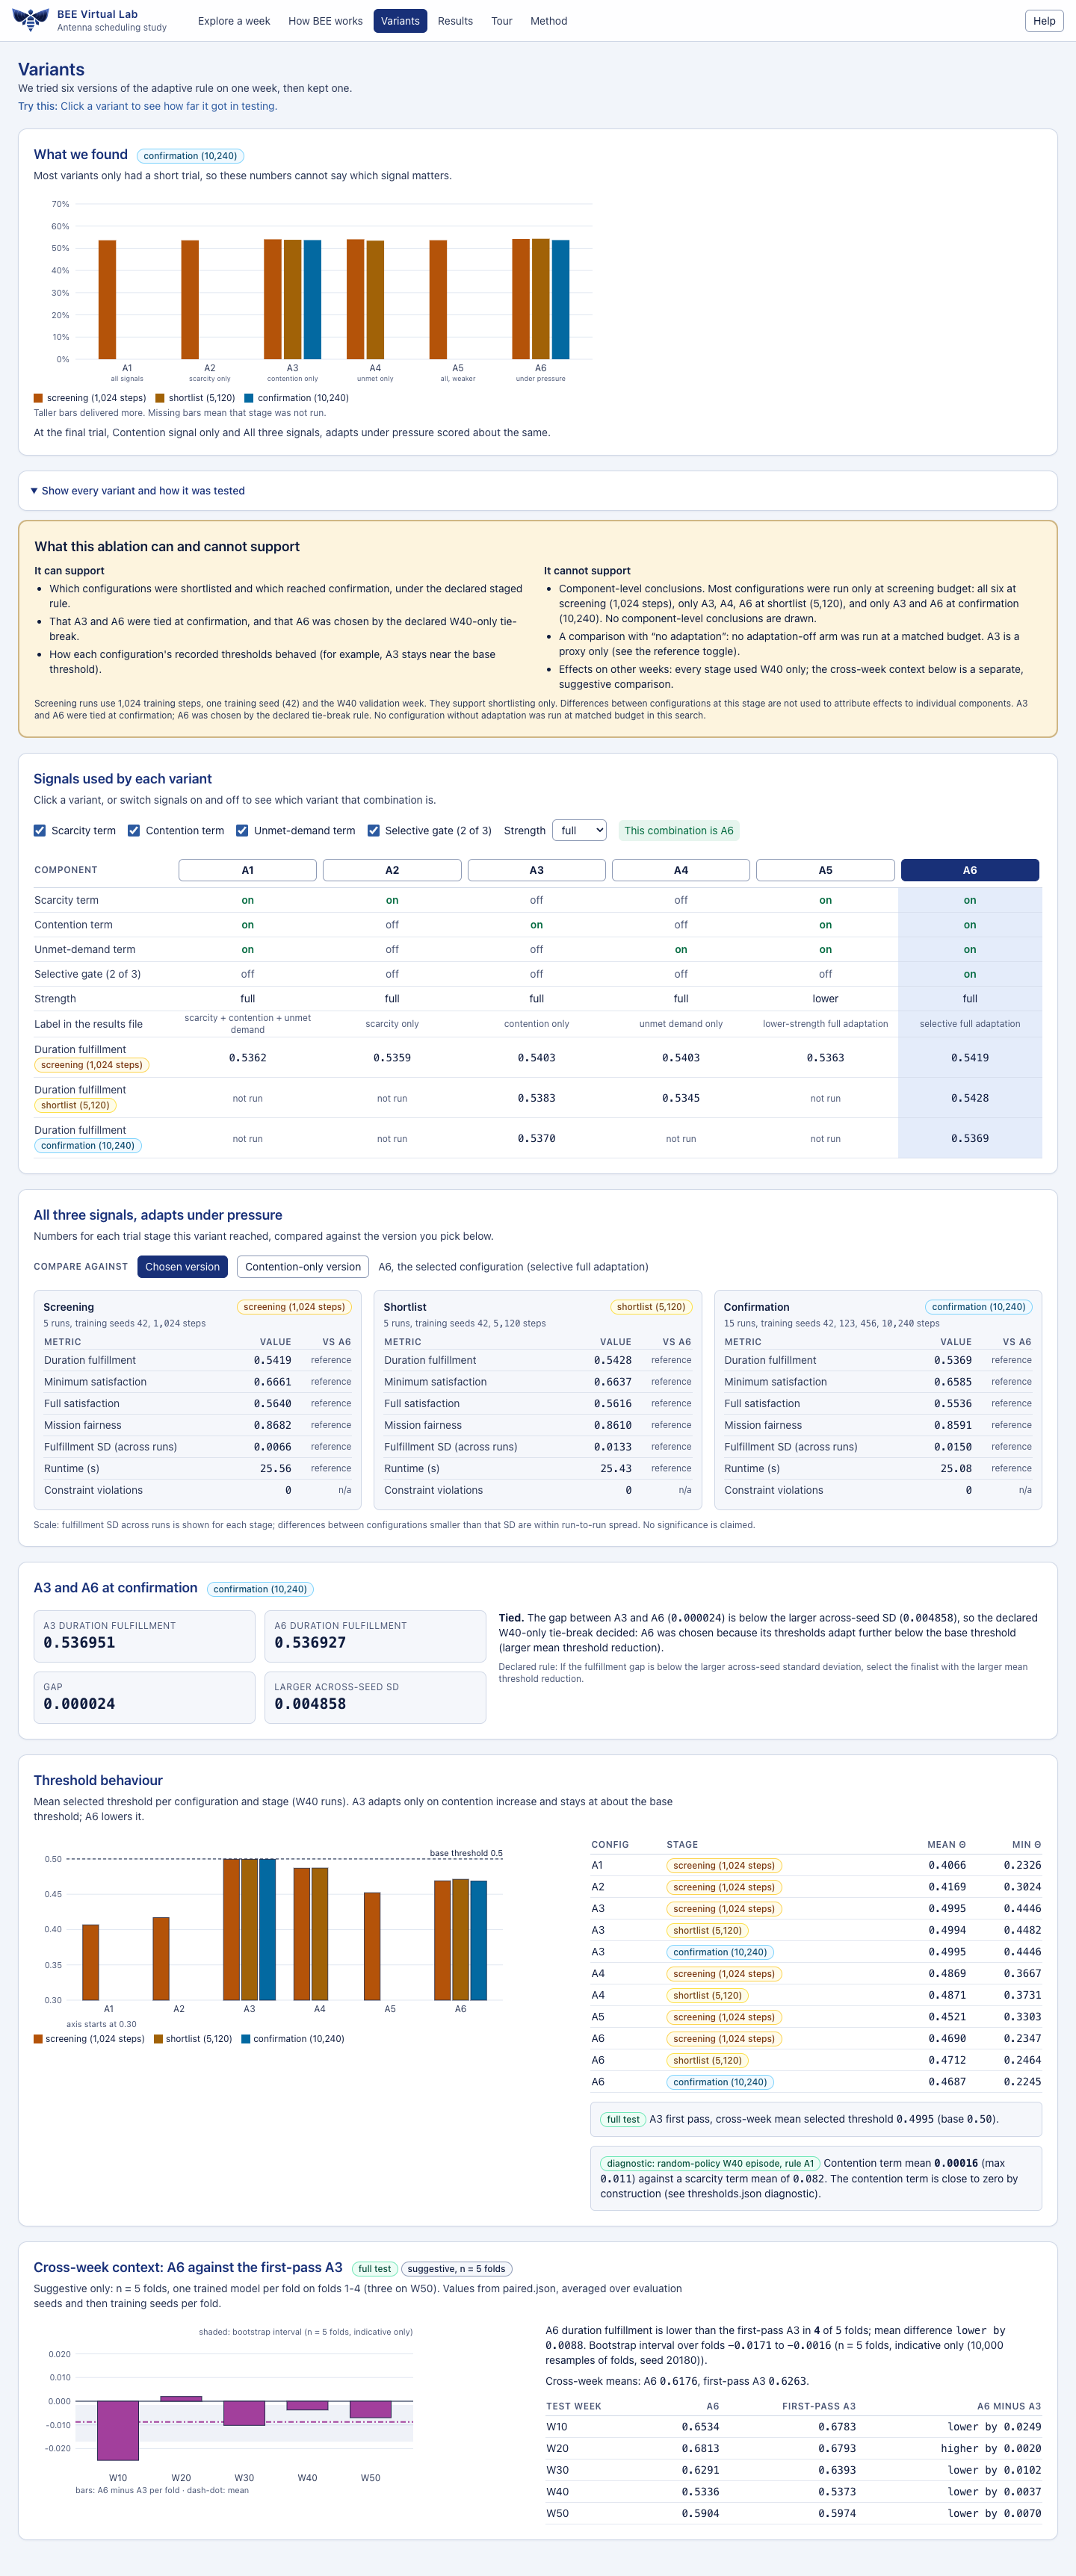 BEE Virtual Lab
Antenna scheduling study
Explore a week How BEE works Variants Results Tour Method Help
Variants
We tried six versions of the adaptive rule on one week, then kept one.
Try this: Click a variant to see how far it got in testing.
What we found confirmation (10,240)
Most variants only had a short trial, so these numbers cannot say which signal matters.
70%
60%
50%
40%
30%
20%
10%
0%
A1 A2 A3 A4 A5 A6
all signals scarcity only contention only unmet only all, weaker under pressure
screening (1,024 steps) shortlist (5,120) confirmation (10,240)
Taller bars delivered more. Missing bars mean that stage was not run.
At the final trial, Contention signal only and All three signals, adapts under pressure scored about the same.
▼ Show every variant and how it was tested
What this ablation can and cannot support
It can support
• Which configurations were shortlisted and which reached confirmation, under the declared staged
rule.
• That A3 and A6 were tied at confirmation, and that A6 was chosen by the declared W40-only tie-
break.
• How each configuration's recorded thresholds behaved (for example, A3 stays near the base
threshold).
It cannot support
• Component-level conclusions. Most configurations were run only at screening budget: all six at
screening (1,024 steps), only A3, A4, A6 at shortlist (5,120), and only A3 and A6 at confirmation
(10,240). No component-level conclusions are drawn.
• A comparison with “no adaptation”: no adaptation-off arm was run at a matched budget. A3 is a
proxy only (see the reference toggle).
• Effects on other weeks: every stage used W40 only; the cross-week context below is a separate,
suggestive comparison.
Screening runs use 1,024 training steps, one training seed (42) and the W40 validation week. They support shortlisting only. Differences between configurations at this stage are not used to attribute effects to individual components. A3
and A6 were tied at confirmation; A6 was chosen by the declared tie-break rule. No configuration without adaptation was run at matched budget in this search.
Signals used by each variant
Click a variant, or switch signals on and off to see which variant that combination is.
Scarcity term Contention term Unmet-demand term Selective gate (2 of 3) Strength full This combination is A6
COMPONENT A1 A2 A3 A4 A5 A6
Scarcity term on on off off on on
Contention term on off on off on on
Unmet-demand term on off off on on on
Selective gate (2 of 3) off off off off off on
Strength full full full full lower full
Label in the results file scarcity + contention + unmet demand scarcity only contention only unmet demand only lower-strength full adaptation selective full adaptation
Duration fulfillment
screening (1,024 steps) 0.5362 0.5359 0.5403 0.5403 0.5363 0.5419
Duration fulfillment
shortlist (5,120) not run not run 0.5383 0.5345 not run 0.5428
Duration fulfillment
confirmation (10,240) not run not run 0.5370 not run not run 0.5369
All three signals, adapts under pressure
Numbers for each trial stage this variant reached, compared against the version you pick below.
COMPARE AGAINST Chosen version Contention-only version A6, the selected configuration (selective full adaptation)
Screening screening (1,024 steps)
5 runs, training seeds 42, 1,024 steps
METRIC VALUE VS A6
Duration fulfillment 0.5419 reference
Minimum satisfaction 0.6661 reference
Full satisfaction 0.5640 reference
Mission fairness 0.8682 reference
Fulfillment SD (across runs) 0.0066 reference
Runtime (s) 25.56 reference
Constraint violations 0 n/a
Shortlist shortlist (5,120)
5 runs, training seeds 42, 5,120 steps
METRIC VALUE VS A6
Duration fulfillment 0.5428 reference
Minimum satisfaction 0.6637 reference
Full satisfaction 0.5616 reference
Mission fairness 0.8610 reference
Fulfillment SD (across runs) 0.0133 reference
Runtime (s) 25.43 reference
Constraint violations 0 n/a
Confirmation confirmation (10,240)
15 runs, training seeds 42, 123, 456, 10,240 steps
METRIC VALUE VS A6
Duration fulfillment 0.5369 reference
Minimum satisfaction 0.6585 reference
Full satisfaction 0.5536 reference
Mission fairness 0.8591 reference
Fulfillment SD (across runs) 0.0150 reference
Runtime (s) 25.08 reference
Constraint violations 0 n/a
Scale: fulfillment SD across runs is shown for each stage; differences between configurations smaller than that SD are within run-to-run spread. No significance is claimed.
A3 and A6 at confirmation confirmation (10,240)
A3 DURATION FULFILLMENT
0.536951
A6 DURATION FULFILLMENT
0.536927
GAP
0.000024
LARGER ACROSS-SEED SD
0.004858
Tied. The gap between A3 and A6 (0.000024) is below the larger across-seed SD (0.004858), so the declared
W40-only tie-break decided: A6 was chosen because its thresholds adapt further below the base threshold
(larger mean threshold reduction).
Declared rule: If the fulfillment gap is below the larger across-seed standard deviation, select the finalist with the larger mean
threshold reduction.
Threshold behaviour
Mean selected threshold per configuration and stage (W40 runs). A3 adapts only on contention increase and stays at about the base
threshold; A6 lowers it.
base threshold 0.5
0.50
0.45
0.40
0.35
0.30
A1 A2 A3 A4 A5 A6
axis starts at 0.30
screening (1,024 steps) shortlist (5,120) confirmation (10,240)
CONFIG STAGE MEAN Θ MIN Θ
A1 screening (1,024 steps) 0.4066 0.2326
A2 screening (1,024 steps) 0.4169 0.3024
A3 screening (1,024 steps) 0.4995 0.4446
A3 shortlist (5,120) 0.4994 0.4482
A3 confirmation (10,240) 0.4995 0.4446
A4 screening (1,024 steps) 0.4869 0.3667
A4 shortlist (5,120) 0.4871 0.3731
A5 screening (1,024 steps) 0.4521 0.3303
A6 screening (1,024 steps) 0.4690 0.2347
A6 shortlist (5,120) 0.4712 0.2464
A6 confirmation (10,240) 0.4687 0.2245
full test A3 first pass, cross-week mean selected threshold 0.4995 (base 0.50).
diagnostic: random-policy W40 episode, rule A1 Contention term mean 0.00016 (max
0.011) against a scarcity term mean of 0.082. The contention term is close to zero by
construction (see thresholds.json diagnostic).
Cross-week context: A6 against the first-pass A3 full test suggestive, n = 5 folds
Suggestive only: n = 5 folds, one trained model per fold on folds 1-4 (three on W50). Values from paired.json, averaged over evaluation
seeds and then training seeds per fold.
shaded: bootstrap interval (n = 5 folds, indicative only)
0.020
0.010
0.000
-0.010
-0.020
W10 W20 W30 W40 W50
bars: A6 minus A3 per fold · dash-dot: mean
A6 duration fulfillment is lower than the first-pass A3 in 4 of 5 folds; mean difference lower by
0.0088. Bootstrap interval over folds −0.0171 to −0.0016 (n = 5 folds, indicative only (10,000
resamples of folds, seed 20180)).
Cross-week means: A6 0.6176, first-pass A3 0.6263.
TEST WEEK A6 FIRST-PASS A3 A6 MINUS A3
W10 0.6534 0.6783 lower by 0.0249
W20 0.6813 0.6793 higher by 0.0020
W30 0.6291 0.6393 lower by 0.0102
W40 0.5336 0.5373 lower by 0.0037
W50 0.5904 0.5974 lower by 0.0070